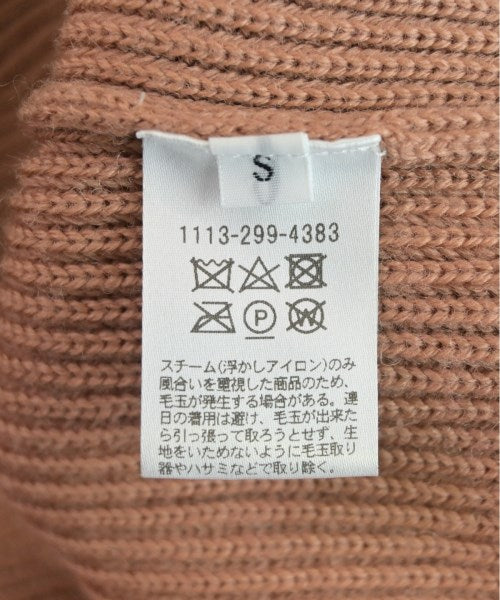 S
1113-299-4383
P
W
スチーム(浮かしアイロン)のみ
風合いを重視した商品のため、
毛玉が発生する場合がある。連
日の着用は避け、毛玉が出来た
ら引っ張って取ろうとせず、生
地をいためないように毛玉取り
器やハサミなどで取り除く。